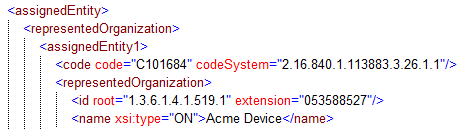 <assignedEntity>
<representedOrganization>
<assignedEntity1>
<code code="C101684" codeSystem="2.16.840.1.113883.3.26.1.1"/>
<representedOrganization>
<id root="1.3.6.1.4.1.519.1" extension="053588527"/>
<name xsi:type="ON">Acme Device</name>